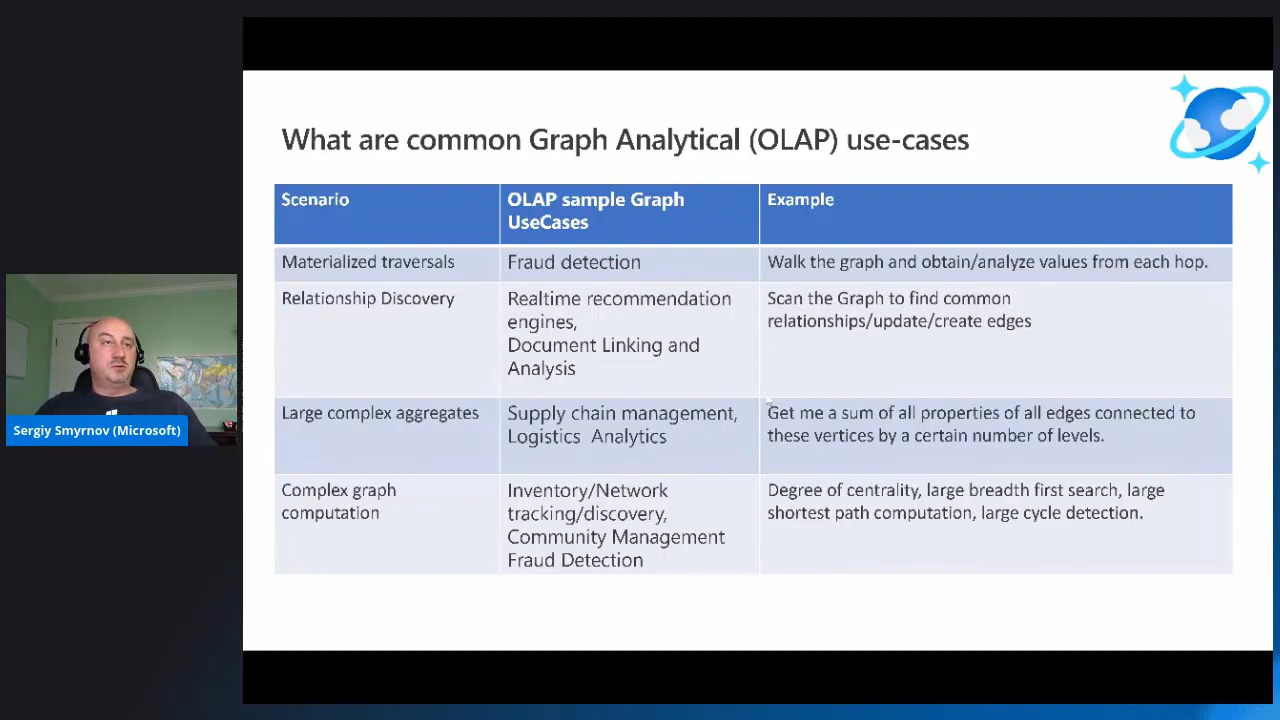 What are common Graph Analytical (OLAP) use-cases
Scenario
OLAP sample Graph
UseCases
Example
Materialized traversals
Fraud detection
Walk the graph and obtain/analyze values from each hop.
Relationship Discovery
Realtime recommendation
engines,
Document Linking and
Analysis
Scan the Graph to find common
relationships/update/create edges
Large complex aggregates
Supply chain management,
Logistics Analytics
Get me a sum of all properties of all edges connected to
these vertices by a certain number of levels.
Complex graph
computation
Inventory/Network
tracking/discovery,
Community Management
Fraud Detection
Degree of centrality, large breadth first search, large
shortest path computation, large cycle detection.
Sergiy Smyrnov (Microsoft)